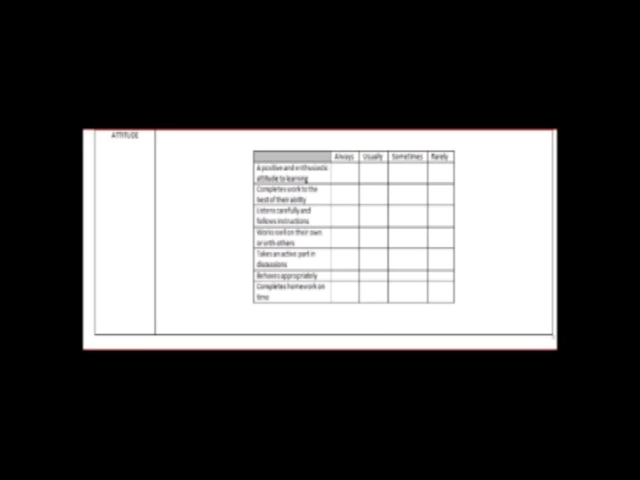 ATTITUDE
Always Usually Sometimes Rarely
A positive and enthusiastic
attitude to learning
Completes work to the
best of their ability
Listens carefully and
follows instructions
Works well on their own
or with others
Takes an active part in
discussions
Behaves appropriately
Completes homework on
time